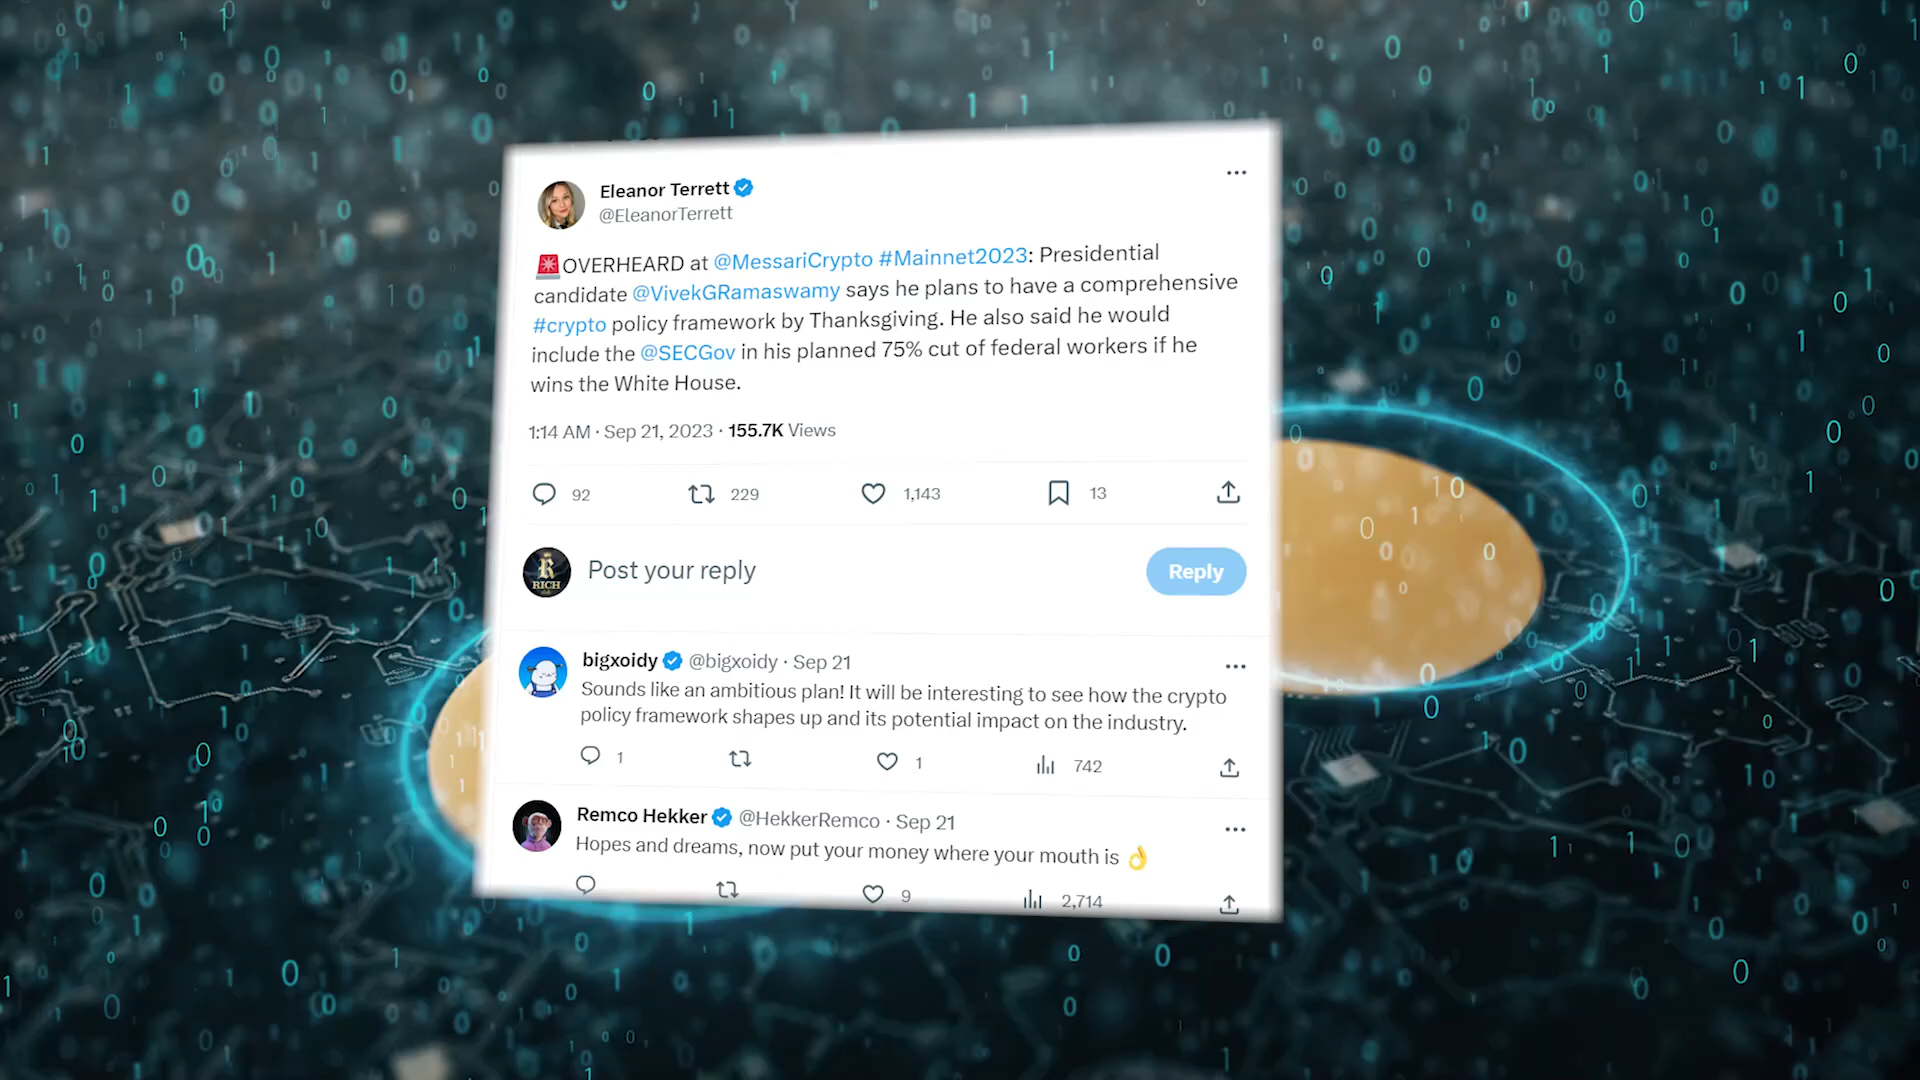 Eleanor Terrett
@EleanorTerrett
🚨OVERHEARD at @MessariCrypto #Mainnet2023: Presidential
candidate @VivekGRamaswamy says he plans to have a comprehensive
#crypto policy framework by Thanksgiving. He also said he would
include the @SECGov in his planned 75% cut of federal workers if he
wins the White House.
1:14 AM · Sep 21, 2023 · 155.7K Views
92 229 1,143 13
RICH
Post your reply Reply
bigxoidy @bigxoidy · Sep 21
Sounds like an ambitious plan! It will be interesting to see how the crypto
policy framework shapes up and its potential impact on the industry.
1 1 742
Remco Hekker @HekkerRemco · Sep 21
Hopes and dreams, now put your money where your mouth is 👌
9 2,714